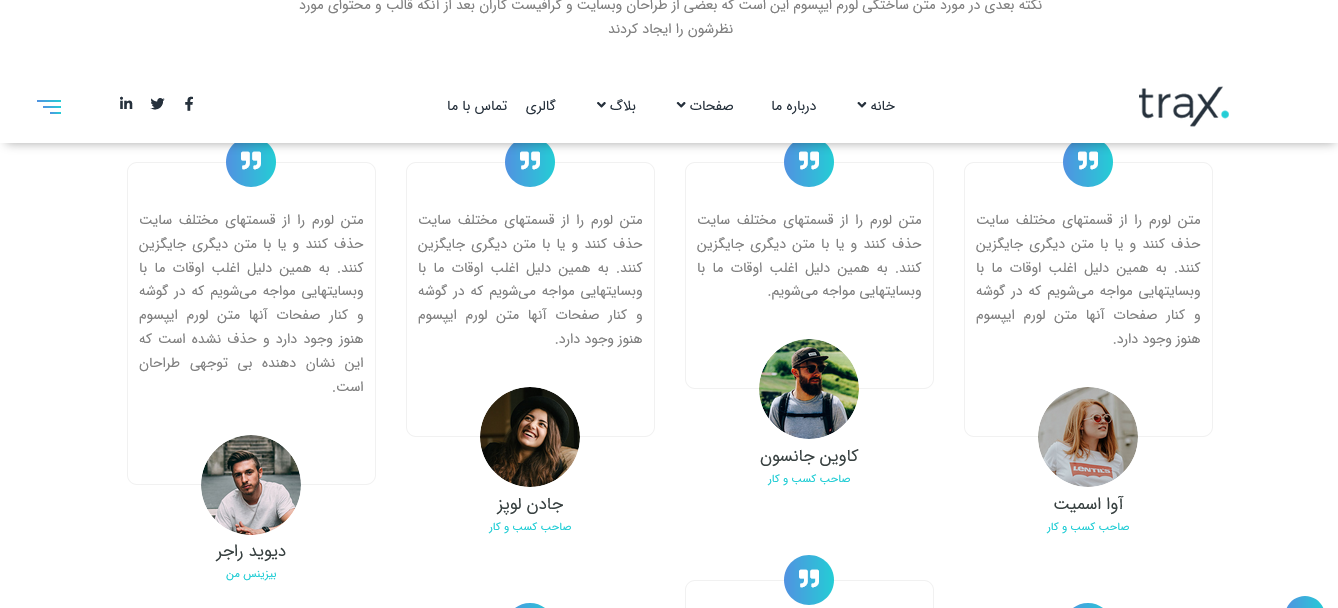 نکته بعدی در مورد متن ساختگی لورم ایپسوم این است که بعضی از طراحان وبسایت و گرافیست کاران بعد از آنکه قالب و محتوای مورد
نظرشون را ایجاد کردند
trax.
خانه
درباره ما
صفحات
بلاگ
گالری
تماس با ما
متن لورم را از قسمتهای مختلف سایت
حذف کنند و یا با متن دیگری جایگزین
کنند. به همین دلیل اغلب اوقات ما با
وبسایتهایی مواجه می‌شویم که در گوشه
و کنار صفحات آنها متن لورم ایپسوم
هنوز وجود دارد.
LENTICS
آوا اسمیت
صاحب کسب و کار
متن لورم را از قسمتهای مختلف سایت
حذف کنند و یا با متن دیگری جایگزین
کنند. به همین دلیل اغلب اوقات ما با
وبسایتهایی مواجه می‌شویم.
کاوین جانسون
صاحب کسب و کار
متن لورم را از قسمتهای مختلف سایت
حذف کنند و یا با متن دیگری جایگزین
کنند. به همین دلیل اغلب اوقات ما با
وبسایتهایی مواجه می‌شویم که در گوشه
و کنار صفحات آنها متن لورم ایپسوم
هنوز وجود دارد.
جادن لوپز
صاحب کسب و کار
متن لورم را از قسمتهای مختلف سایت
حذف کنند و یا با متن دیگری جایگزین
کنند. به همین دلیل اغلب اوقات ما با
وبسایتهایی مواجه می‌شویم که در گوشه
و کنار صفحات آنها متن لورم ایپسوم
هنوز وجود دارد و حذف نشده است که
این نشان دهنده بی توجهی طراحان
است.
دیوید راجر
بیزینس من